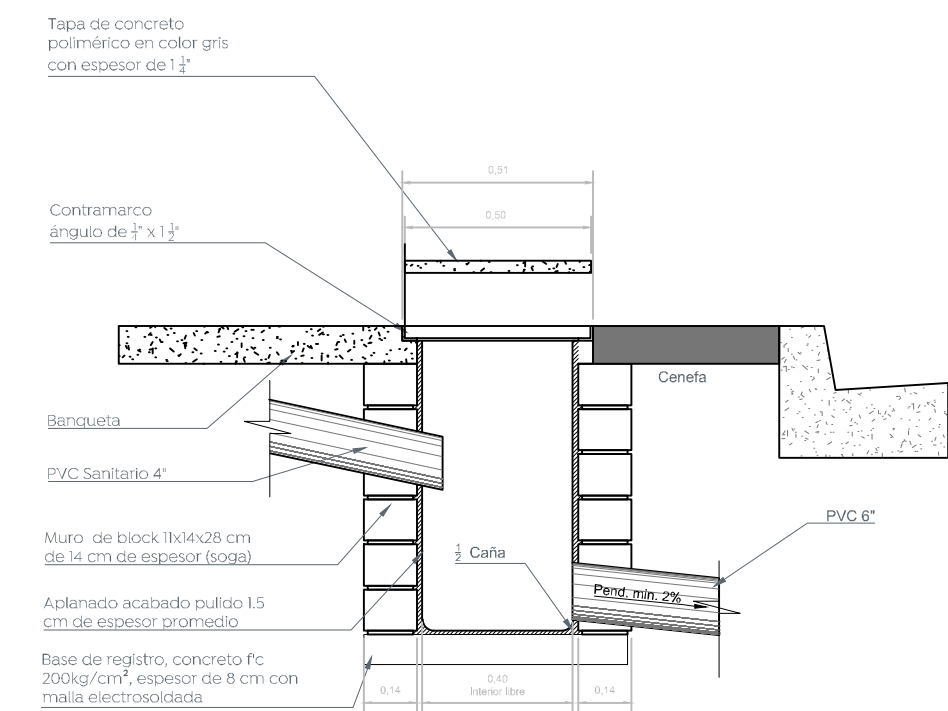 Tapa de concreto
polimérico en color gris
con espesor de 1 1/4"
0,51
Contramarco
ángulo de 1/4" x 1 1/2"
0,50
Cenefa
Banqueta
PVC Sanitario 4"
PVC 6"
Muro de block 11x14x28 cm
de 14 cm de espesor (soga)
1/2 Caña
Pend. min. 2%
Aplanado acabado pulido 1.5
cm de espesor promedio
Base de registro, concreto f'c
200kg/cm², espesor de 8 cm con
malla electrosoldada
0,14
0,40
Interior libre
0,14